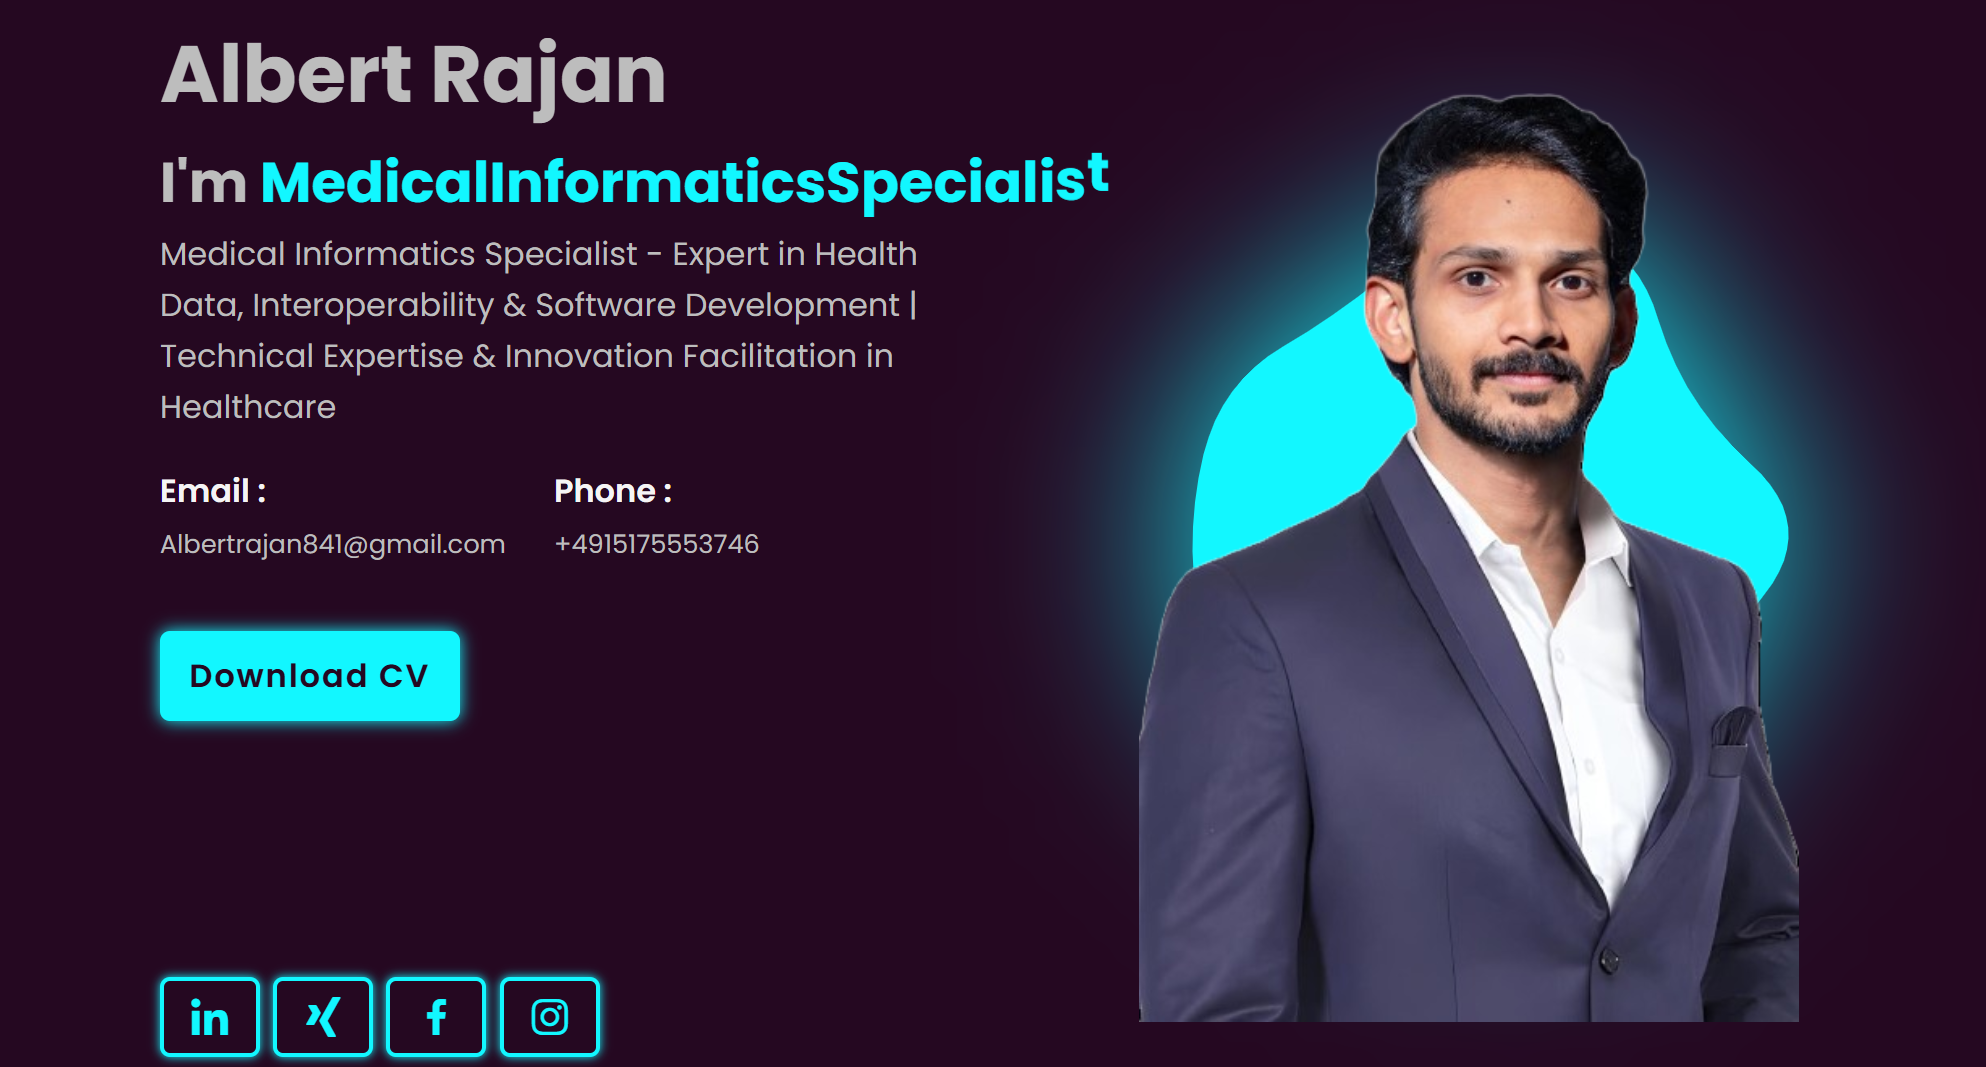 Albert Rajan
I'm MedicalInformaticsSpecialist
Medical Informatics Specialist - Expert in Health
Data, Interoperability & Software Development |
Technical Expertise & Innovation Facilitation in
Healthcare
Email : Phone :
Albertrajan841@gmail.com +4915175553746
Download CV
in f